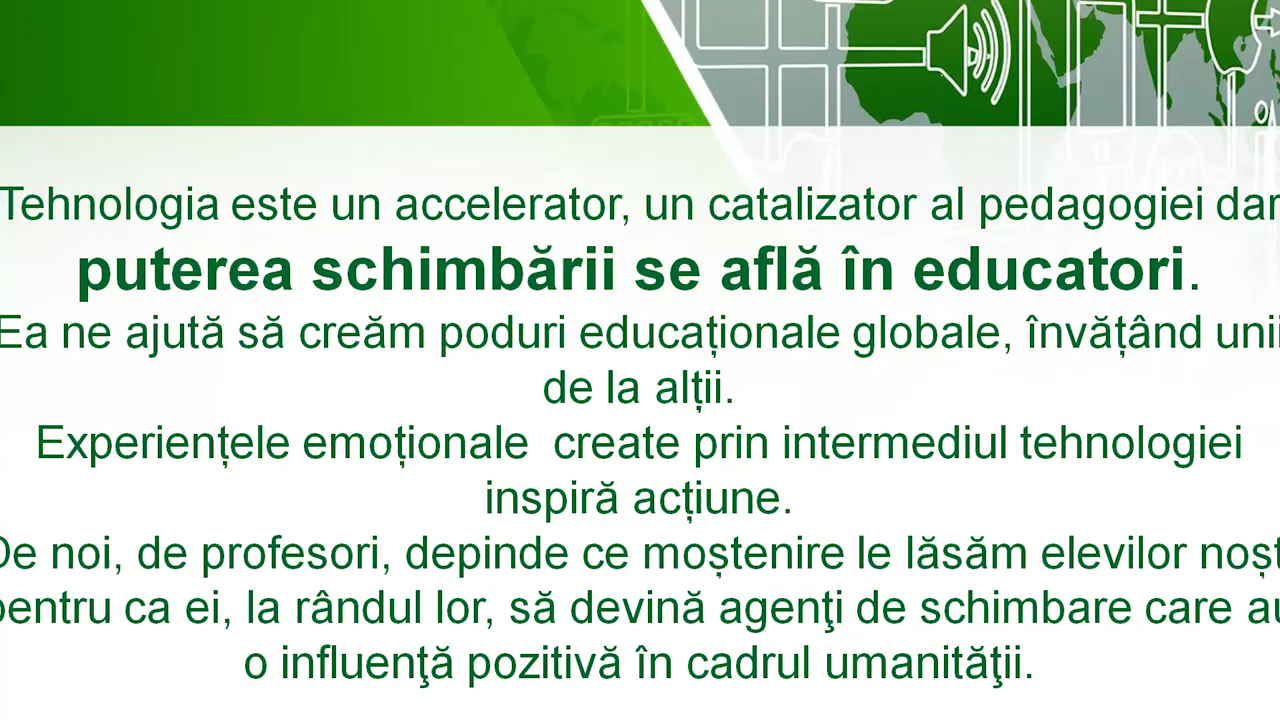 Tehnologia este un accelerator, un catalizator al pedagogiei dar
puterea schimbării se află în educatori.
Ea ne ajută să creăm poduri educaționale globale, învățând unii
de la alții.
Experiențele emoționale  create prin intermediul tehnologiei
inspiră acțiune.
De noi, de profesori, depinde ce moștenire le lăsăm elevilor noșt
pentru ca ei, la rândul lor, să devină agenţi de schimbare care au
o influenţă pozitivă în cadrul umanităţii.